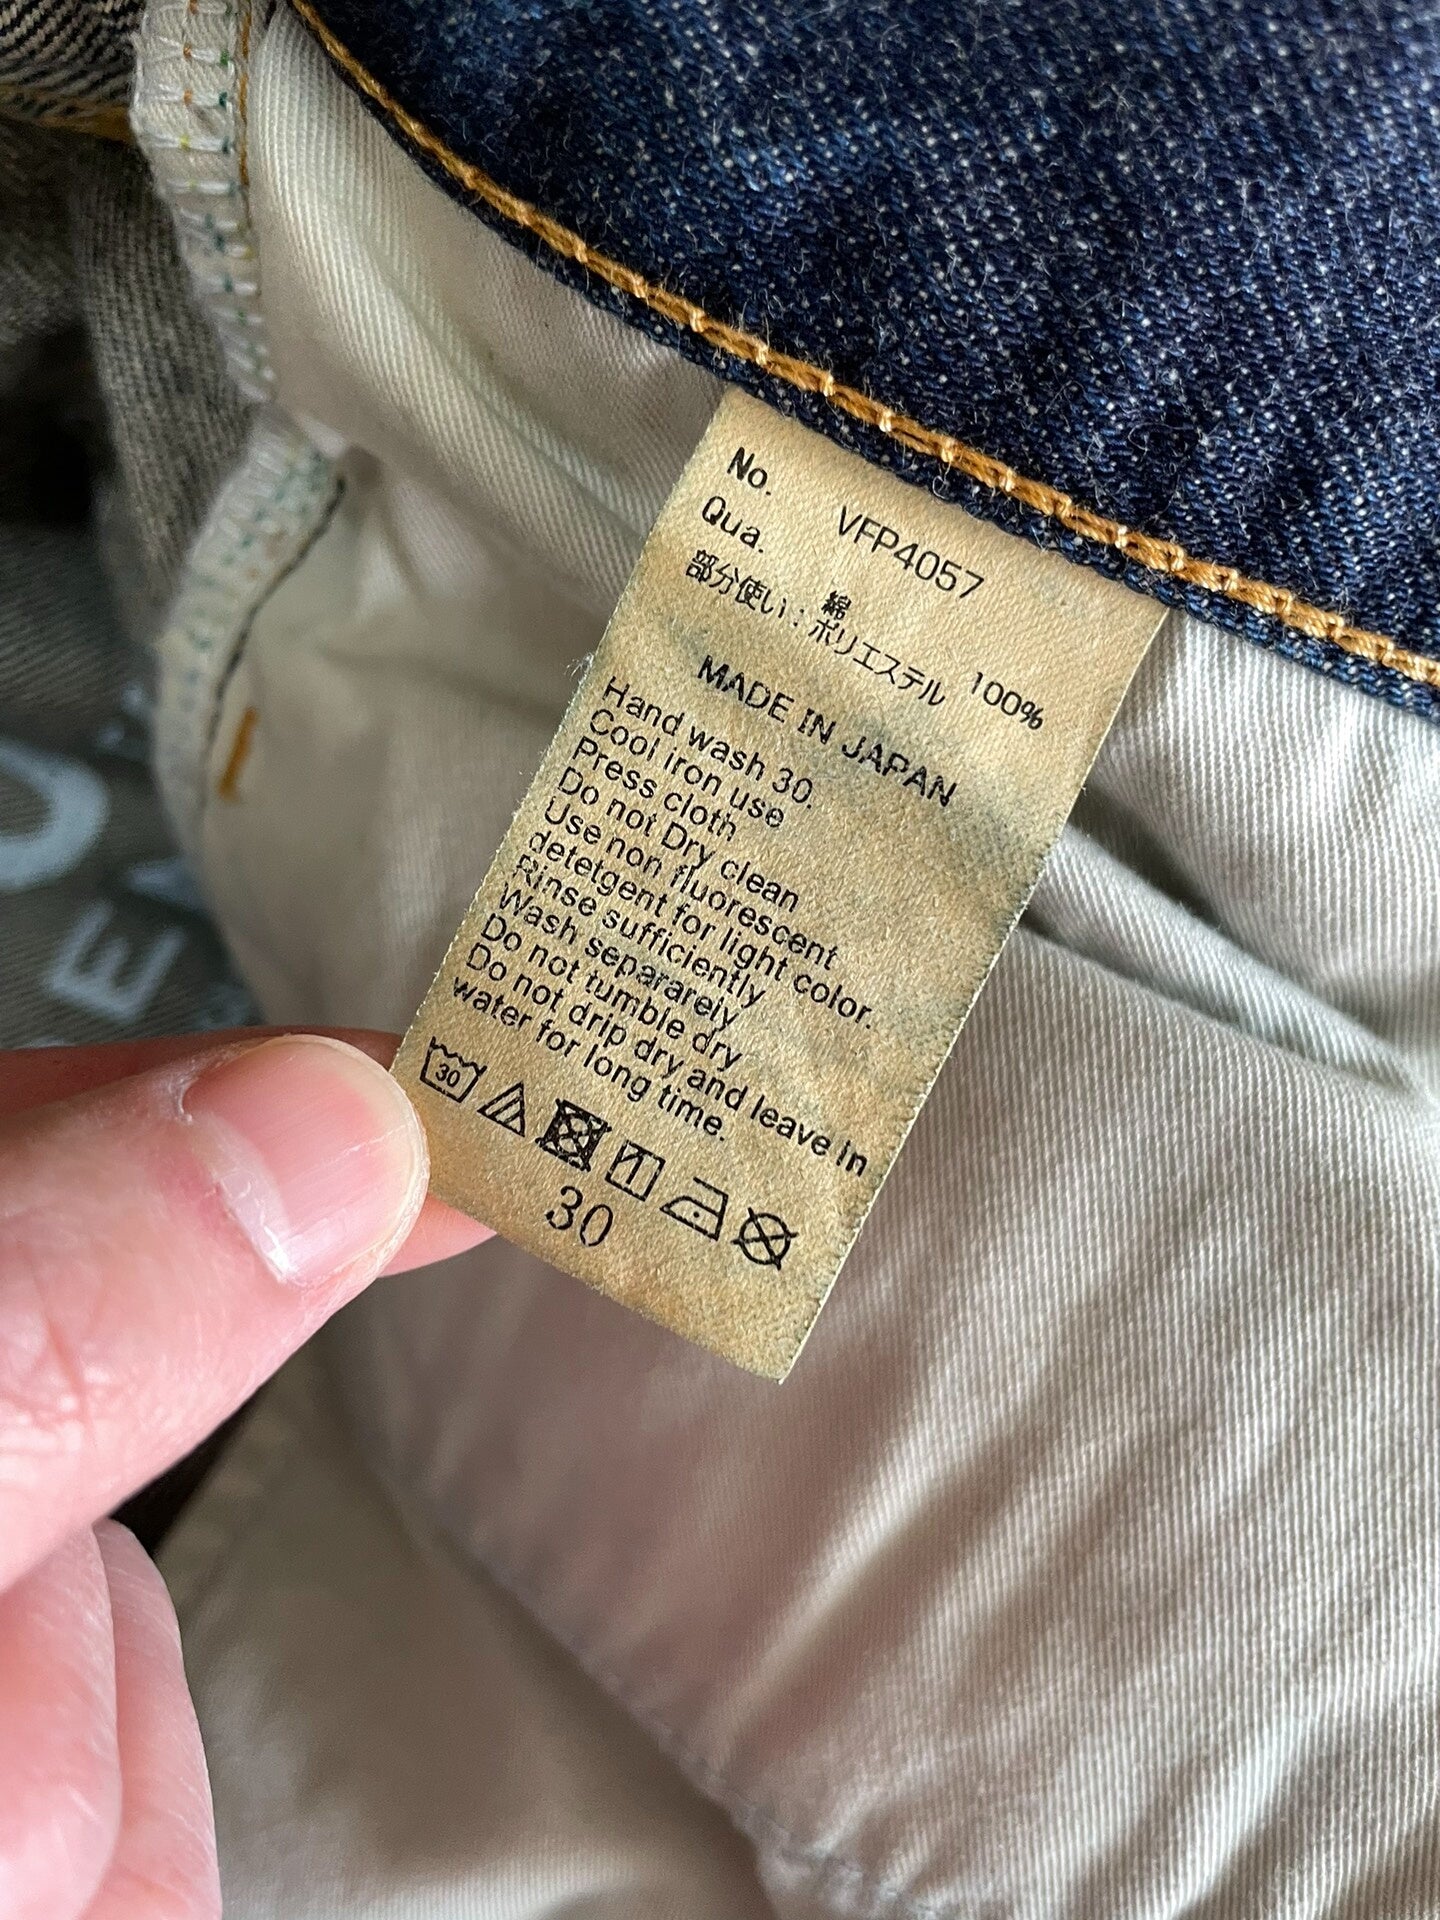 No. VFP4057
Qua. 綿 100%
部分使い:ポリエステル
MADE IN JAPAN
Hand wash 30.
Cool iron use
Press cloth
Do not Dry clean
Use non fluorescent
detetgent for light color.
Rinse sufficiently
Wash separarely
Do not tumble dry
Do not drip dry and leave in
water for long time.
30
30